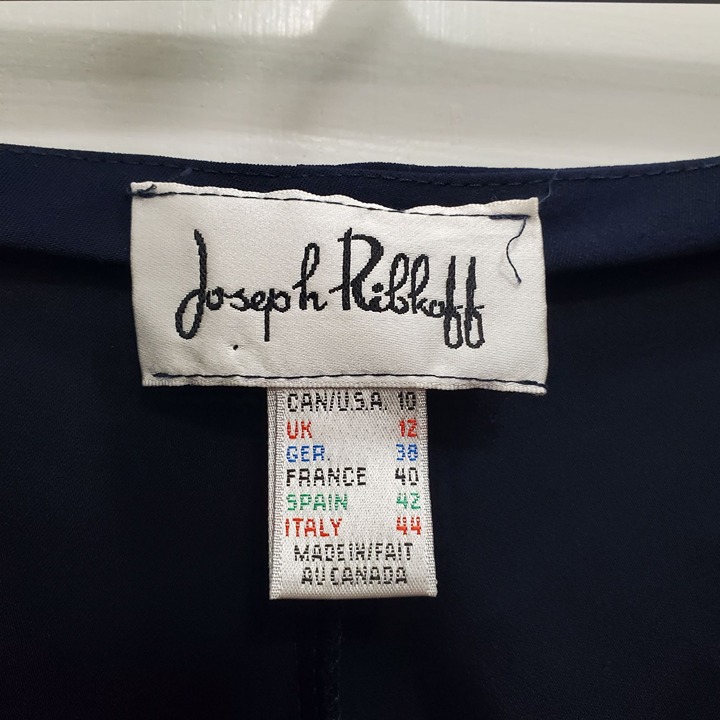 Joseph Ribkoff
CAN/U.S.A. 10
UK 12
GER. 38
FRANCE 40
SPAIN 42
ITALY 44
MADE IN/FAIT
AU CANADA